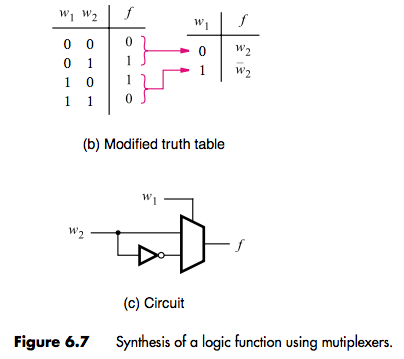 w1 w2 f
0 0 0
0 1 1
1 0 1
1 1 0
w1 f
0 w2
1 w̅2
(b) Modified truth table
w1
w2
f
(c) Circuit
Figure 6.7 Synthesis of a logic function using mutiplexers.